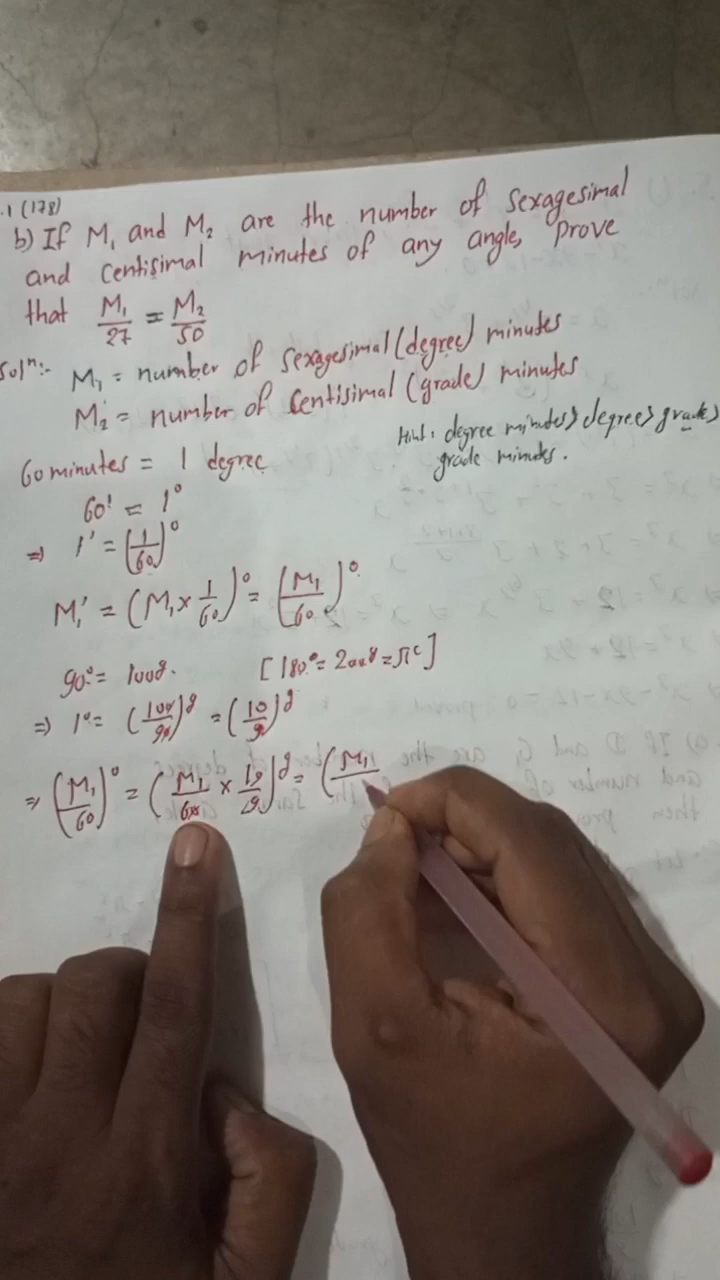 .1 (178)
b) If M₁ and M₂ are the number of sexagesimal
and centisimal minutes of any angle, prove
that M₁/27 = M₂/50
Solⁿ:- M₁ = number of sexagesimal (degree) minutes
M₂ = number of centisimal (grade) minutes
Hint: degree minutes > degree > grade >
grade minutes.
60 minutes = 1 degree
60' = 1°
⇒ 1' = (1/60)°
M₁' = (M₁ × 1/60)° = (M₁/60)°
90° = 100g. [180° = 200g = πc]
⇒ 1° = (100/90)g = (10/9)g
⇒ (M₁/60)° = (M₁/60 × 10/9)g = (M₁